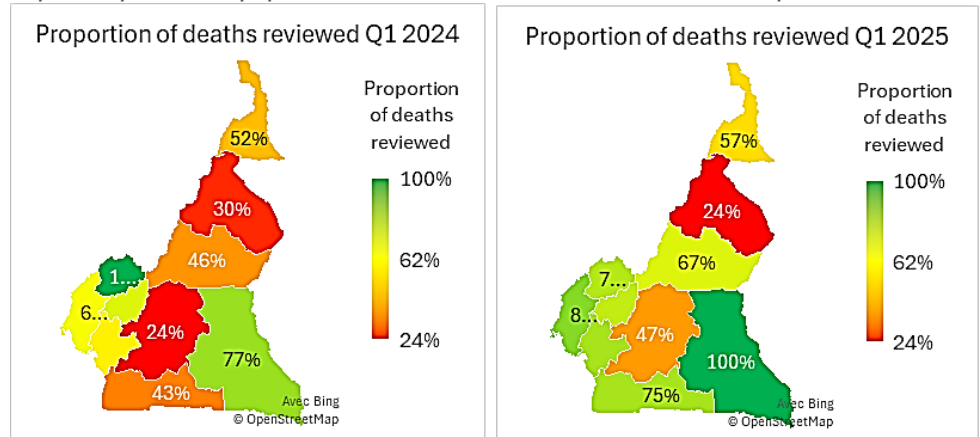 Proportion of deaths reviewed Q1 2024
Proportion
of deaths
reviewed
100%
62%
24%
52%
30%
46%
1...
6...
24%
77%
43%
Avec Bing
© OpenStreetMap
Proportion of deaths reviewed Q1 2025
Proportion
of deaths
reviewed
100%
62%
24%
57%
24%
67%
7...
8...
47%
100%
75%
Avec Bing
© OpenStreetMap